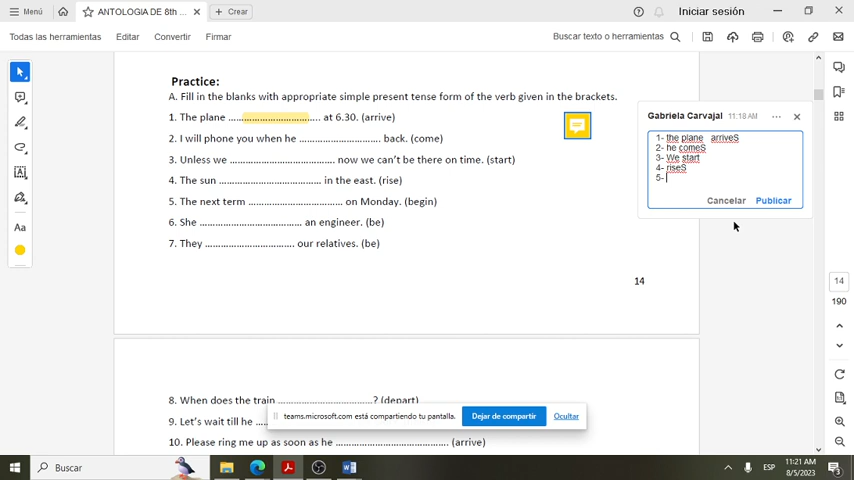 Menú
ANTOLOGIA DE 8th ...
Crear
Iniciar sesión
Todas las herramientas
Editar
Convertir
Firmar
Buscar texto o herramientas
Practice:
A. Fill in the blanks with appropriate simple present tense form of the verb given in the brackets.
1. The plane ............................ at 6.30. (arrive)
2. I will phone you when he ............................ back. (come)
3. Unless we .................................... now we can't be there on time. (start)
4. The sun ................................... in the east. (rise)
5. The next term ................................ on Monday. (begin)
6. She ................................... an engineer. (be)
7. They ............................... our relatives. (be)
14
Gabriela Carvajal 11:18 AM
1- the plane arriveS
2- he comeS
3- We start
4- riseS
5-
Cancelar
Publicar
14
190
8. When does the train ................................? (depart)
teams.microsoft.com está compartiendo tu pantalla.
Dejar de compartir
Ocultar
9. Let's wait till he
10. Please ring me up as soon as he ...................................... (arrive)
Aa
Buscar
ESP
11:21 AM
8/5/2023
3